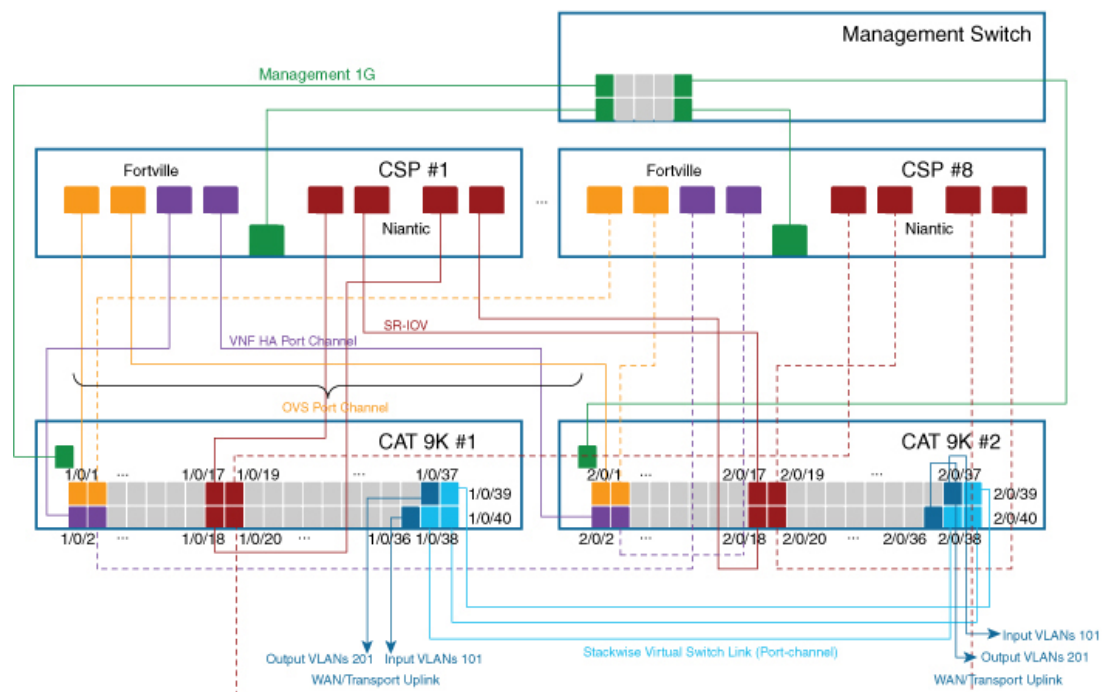 Management Switch
Management 1G
Fortville
CSP #1
Fortville
CSP #8
...
Niantic
Niantic
SR-IOV
VNF HA Port Channel
OVS Port Channel
CAT 9K #1
CAT 9K #2
1/0/1 ... 1/0/17 1/0/19 ... 1/0/37
2/0/1 ... 2/0/17 2/0/19 ... 2/0/37
1/0/39
2/0/39
1/0/40
2/0/40
1/0/2 ... 1/0/18 1/0/20 ... 1/0/36 1/0/38
2/0/2 ... 2/0/18 2/0/20 ... 2/0/36 2/0/38
Input VLANs 101
Output VLANs 201 Input VLANs 101
Stackwise Virtual Switch Link (Port-channel)
Output VLANs 201
WAN/Transport Uplink
WAN/Transport Uplink